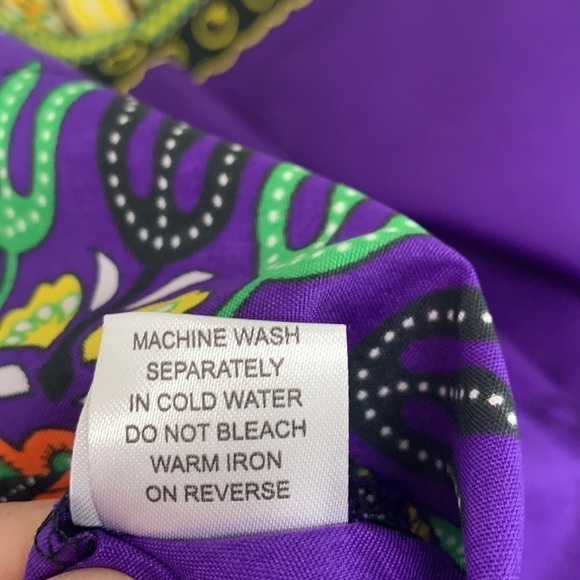 MACHINE WASH
SEPARATELY
IN COLD WATER
DO NOT BLEACH
WARM IRON
ON REVERSE